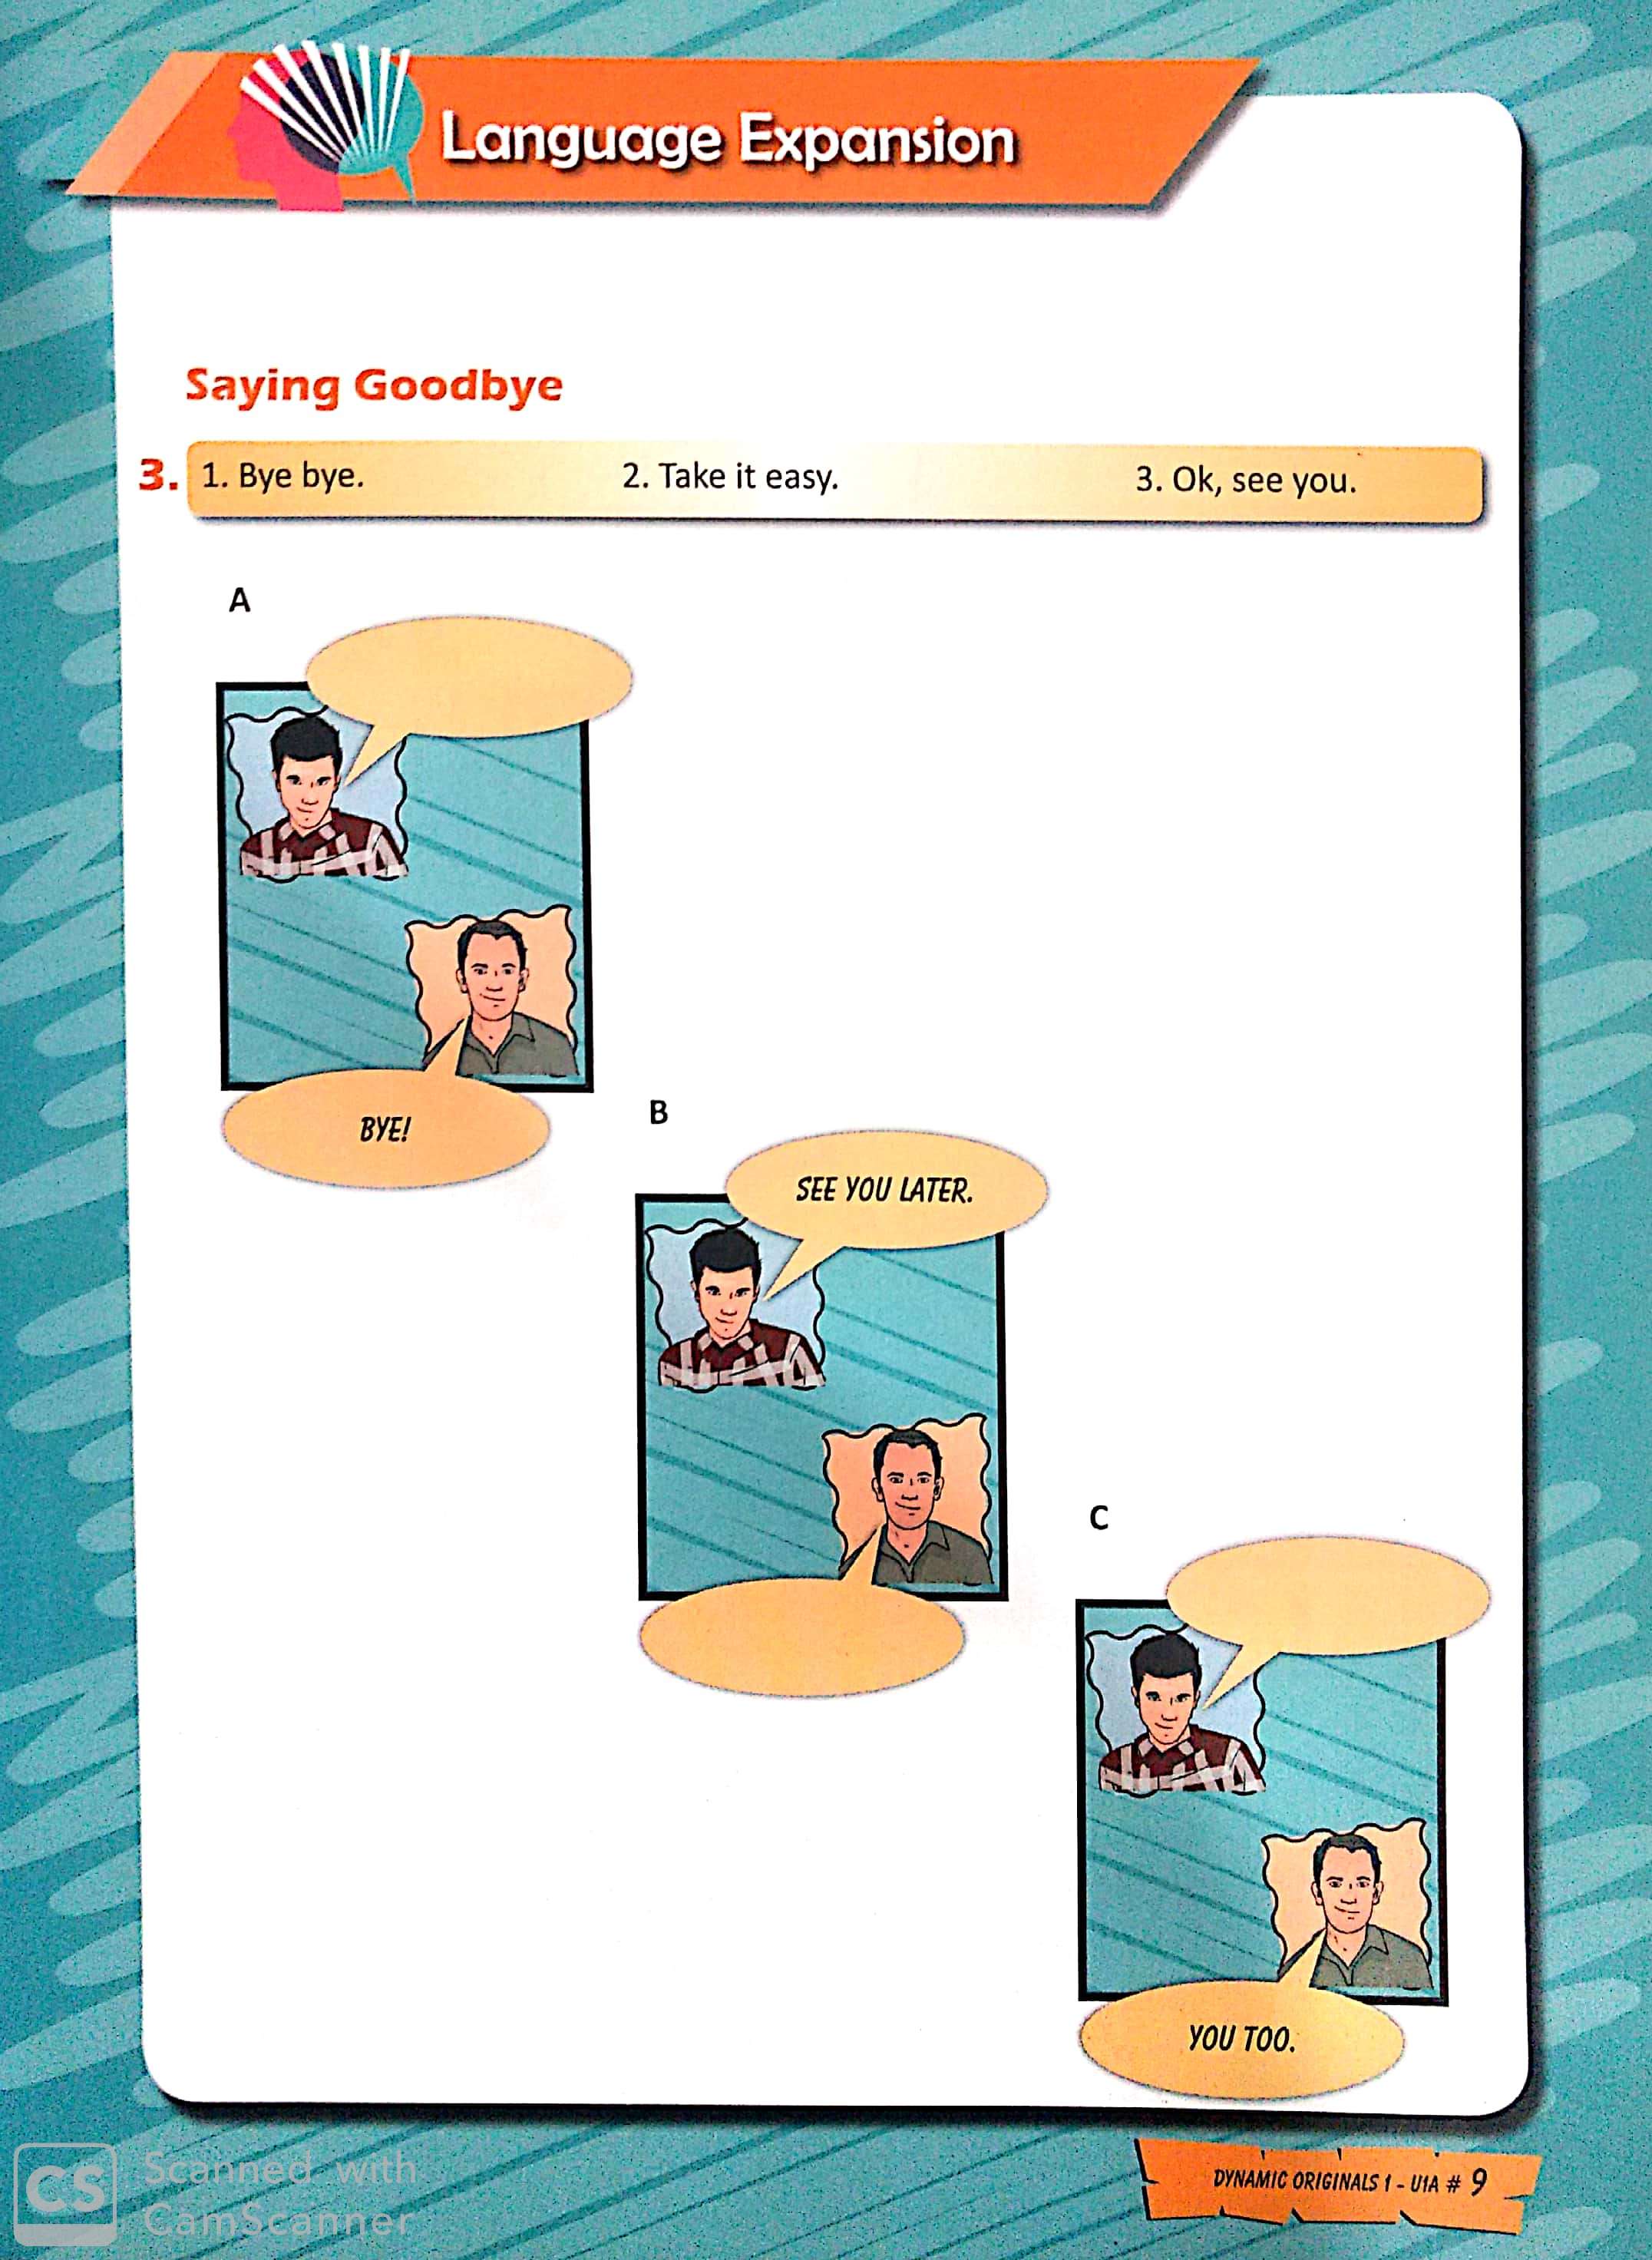 Language Expansion
Saying Goodbye
3. 1. Bye bye. 2. Take it easy. 3. Ok, see you.
A
BYE!
B
SEE YOU LATER.
C
YOU TOO.
DYNAMIC ORIGINALS 1 - U1A # 9
CS Scanned with
CamScanner